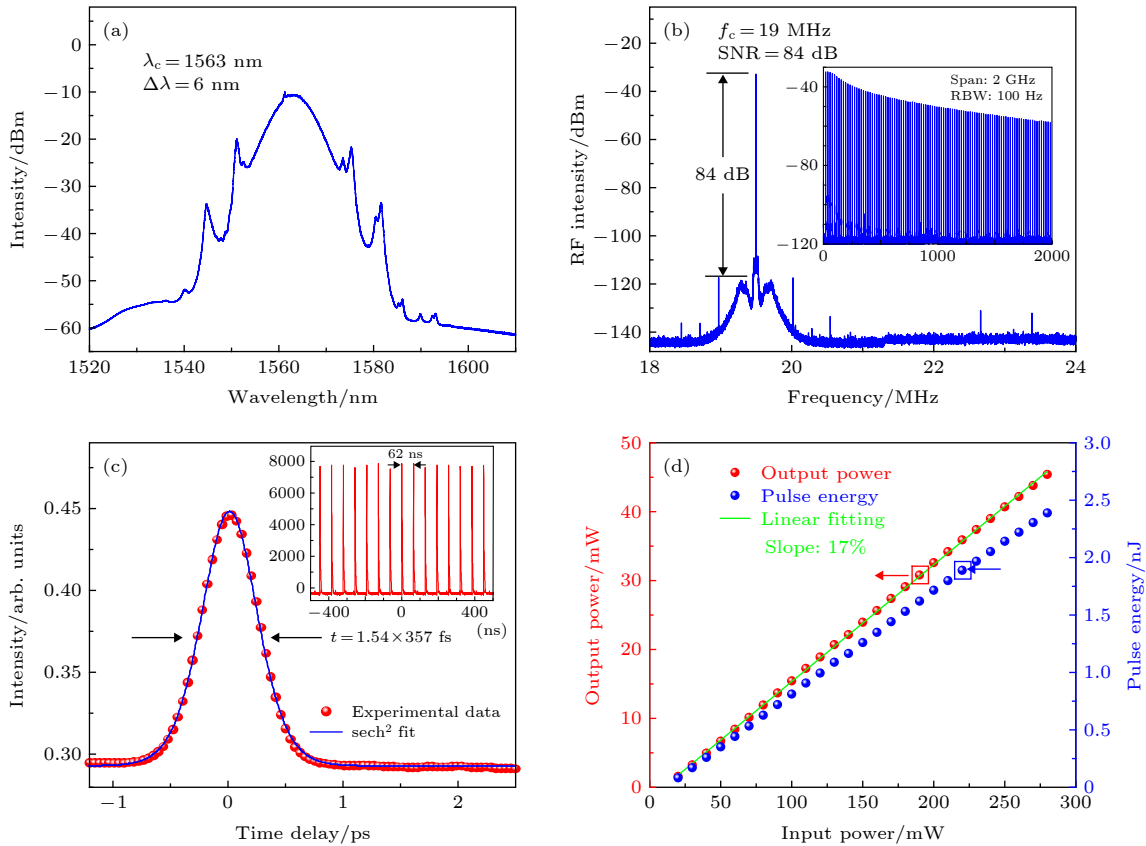 (a)
λc = 1563 nm
Δλ = 6 nm
0
−10
−20
−30
−40
−50
−60
Intensity/dBm
1520
1540
1560
1580
1600
Wavelength/nm
(b)
fc = 19 MHz
SNR = 84 dB
84 dB
−20
−40
−60
−80
−100
−120
−140
RF intensity/dBm
18
20
22
24
Frequency/MHz
Span: 2 GHz
RBW: 100 Hz
−40
−80
−120
0
1000
2000
(c)
0.45
0.40
0.35
0.30
Intensity/arb. units
−1
0
1
2
Time delay/ps
t = 1.54×357 fs
Experimental data
sech² fit
62 ns
8000
6000
4000
2000
0
−400
0
400
(ns)
(d)
Output power
Pulse energy
Linear fitting
Slope: 17%
50
40
30
20
10
0
Output power/mW
0
50
100
150
200
250
300
Input power/mW
3.0
2.5
2.0
1.5
1.0
0.5
0
Pulse energy/nJ